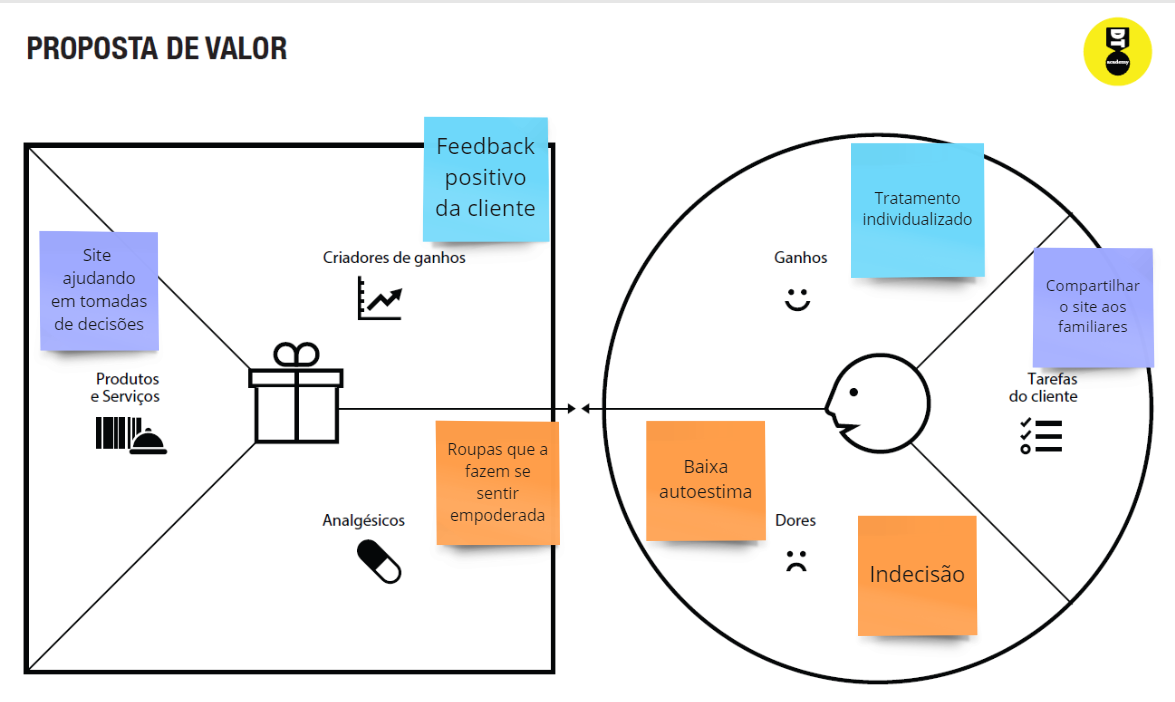 PROPOSTA DE VALOR
DT
academy
Feedback
positivo
da cliente
Criadores de ganhos
Site
ajudando
em tomadas
de decisões
Produtos
e Serviços
Roupas que a
fazem se
sentir
empoderada
Analgésicos
Tratamento
individualizado
Ganhos
Compartilhar
o site aos
familiares
Tarefas
do cliente
Baixa
autoestima
Dores
Indecisão